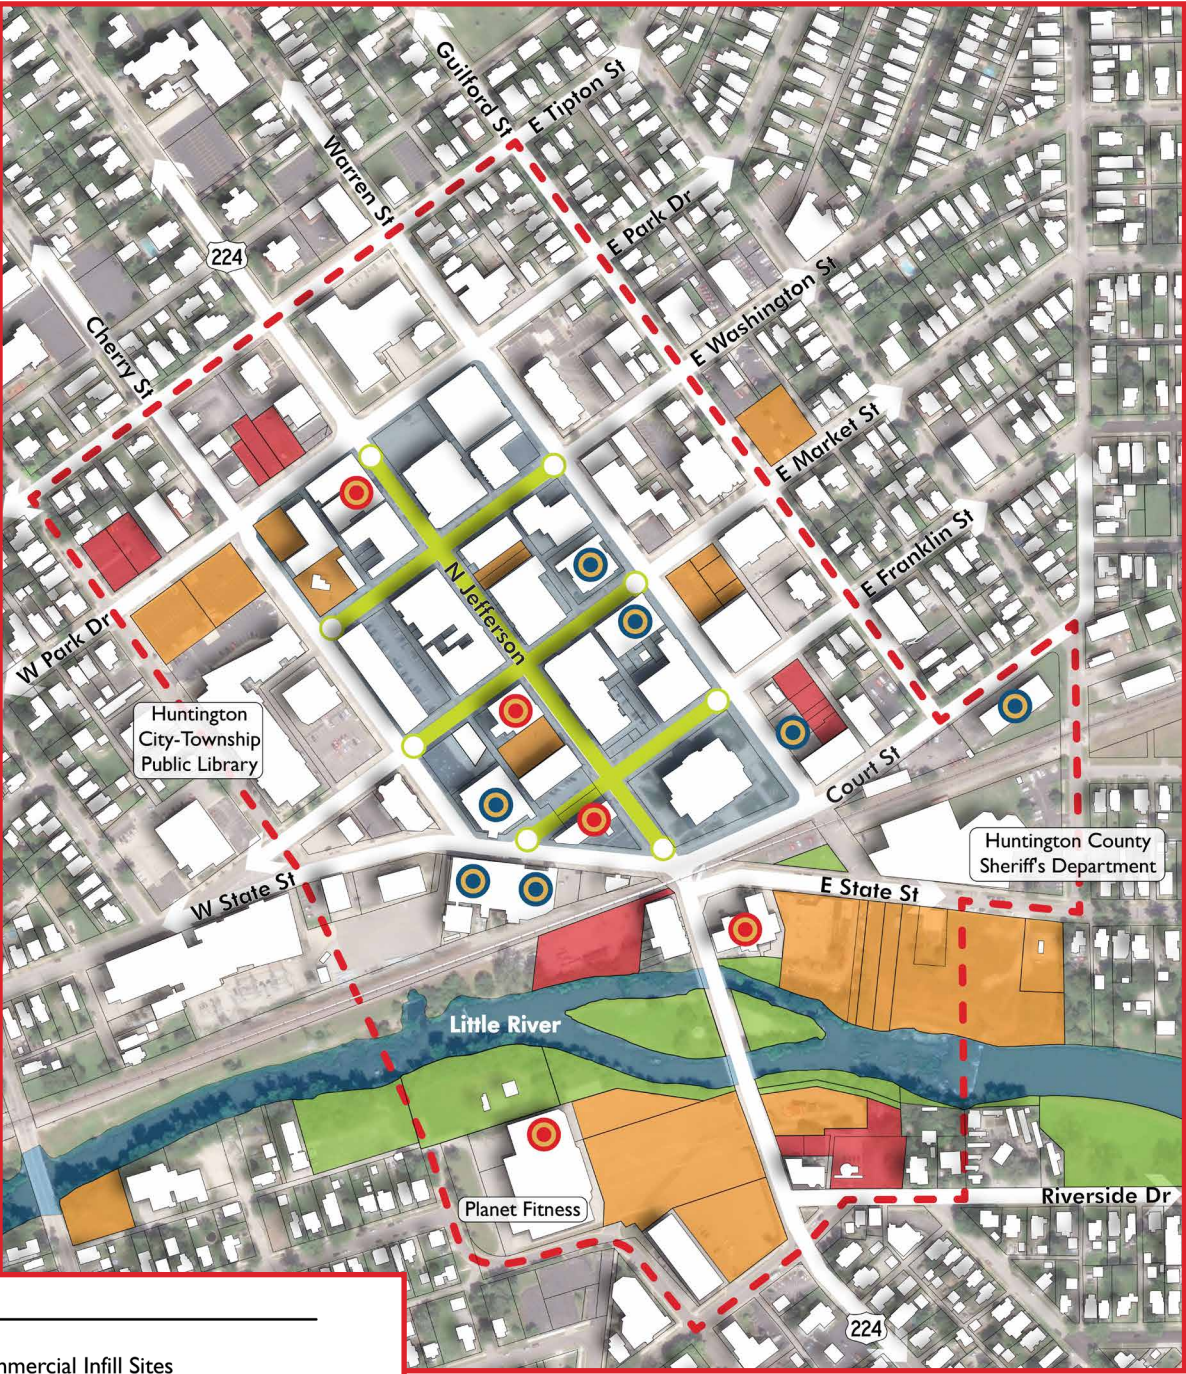 Guilford St
E Tipton St
Warren St
E Park Dr
224
E Washington St
Cherry St
E Market St
E Franklin St
N Jefferson
W Park Dr
Huntington
City-Township
Public Library
Court St
Huntington County
Sheriff's Department
W State St
E State St
Little River
Riverside Dr
Planet Fitness
224
mmercial Infill Sites